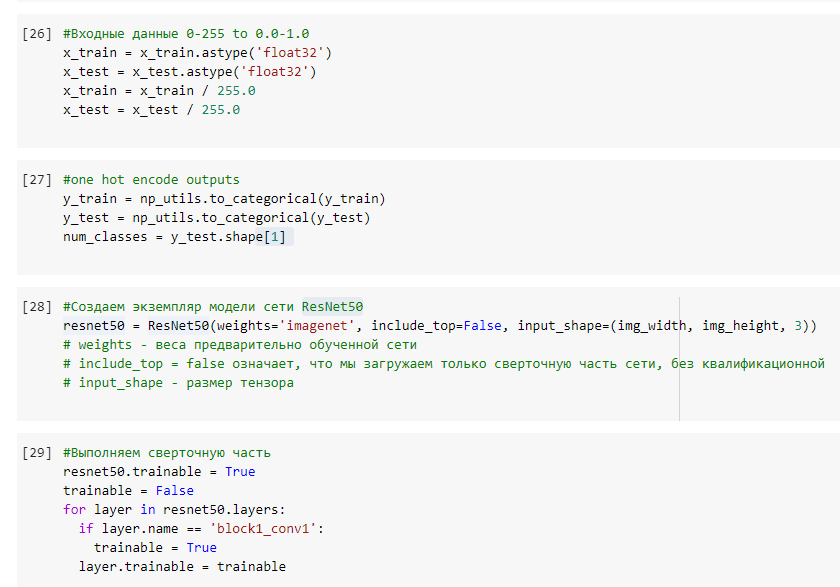 [26] #Входные данные 0-255 to 0.0-1.0
x_train = x_train.astype('float32')
x_test = x_test.astype('float32')
x_train = x_train / 255.0
x_test = x_test / 255.0
[27] #one hot encode outputs
y_train = np_utils.to_categorical(y_train)
y_test = np_utils.to_categorical(y_test)
num_classes = y_test.shape[1]
[28] #Создаем экземпляр модели сети ResNet50
resnet50 = ResNet50(weights='imagenet', include_top=False, input_shape=(img_width, img_height, 3))
# weights - веса предварительно обученной сети
# include_top = false означает, что мы загружаем только сверточную часть сети, без квалификационной
# input_shape - размер тензора
[29] #Выполняем сверточную часть
resnet50.trainable = True
trainable = False
for layer in resnet50.layers:
  if layer.name == 'block1_conv1':
    trainable = True
  layer.trainable = trainable